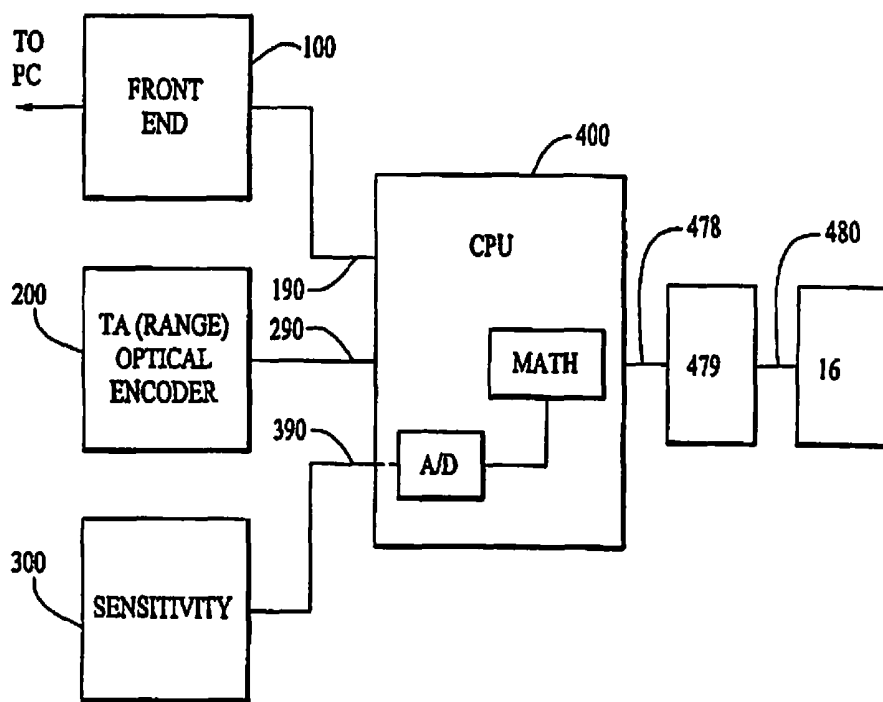 TO
PC
FRONT
END
100
400
CPU
478
480
190
200
TA (RANGE)
OPTICAL
ENCODER
290
MATH
479
16
390
A/D
300
SENSITIVITY